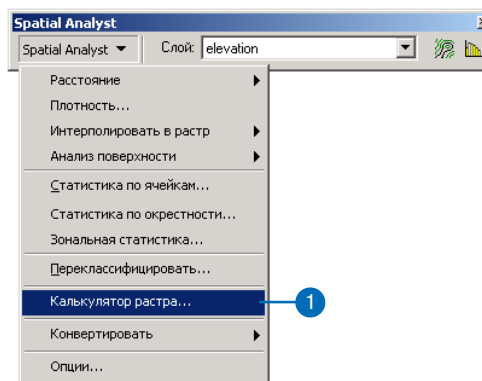 Spatial Analyst
Spatial Analyst Слой: elevation
Расстояние
Плотность...
Интерполировать в растр
Анализ поверхности
Статистика по ячейкам...
Статистика по окрестности...
Зональная статистика...
Переклассифицировать...
Калькулятор растра... 1
Конвертировать
Опции...